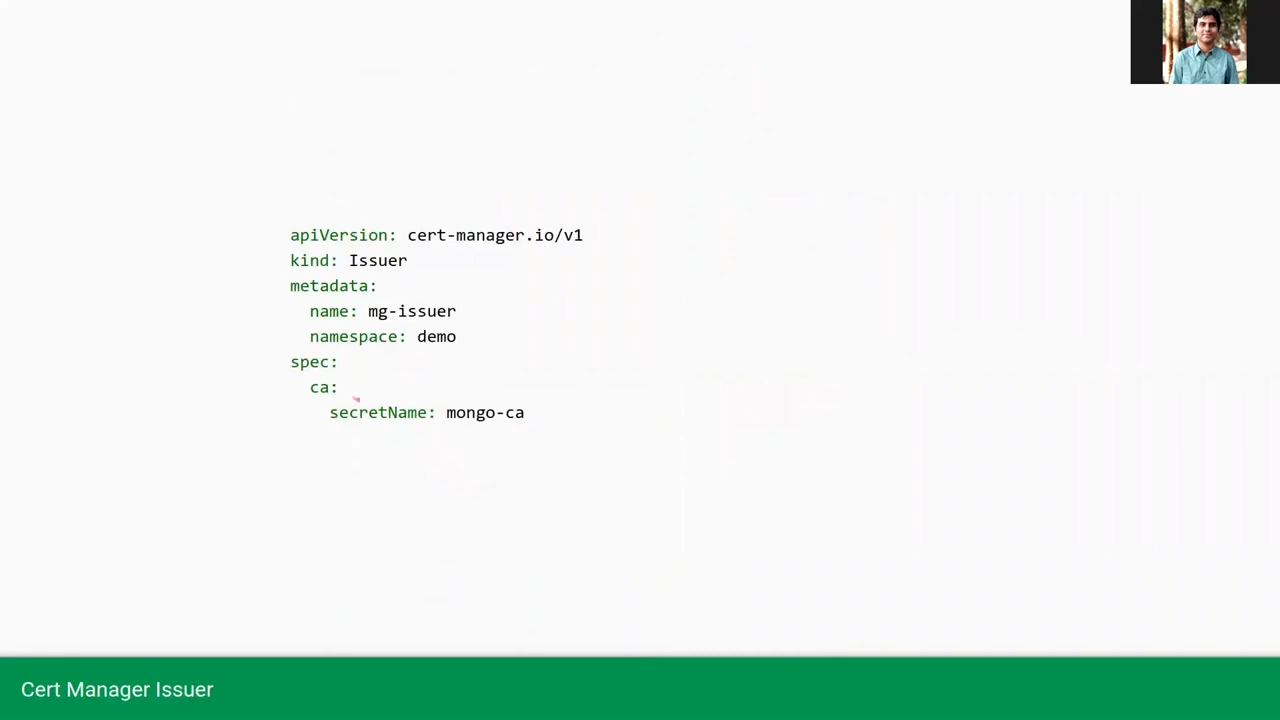 apiVersion: cert-manager.io/v1
kind: Issuer
metadata:
  name: mg-issuer
  namespace: demo
spec:
  ca:
    secretName: mongo-ca
Cert Manager Issuer